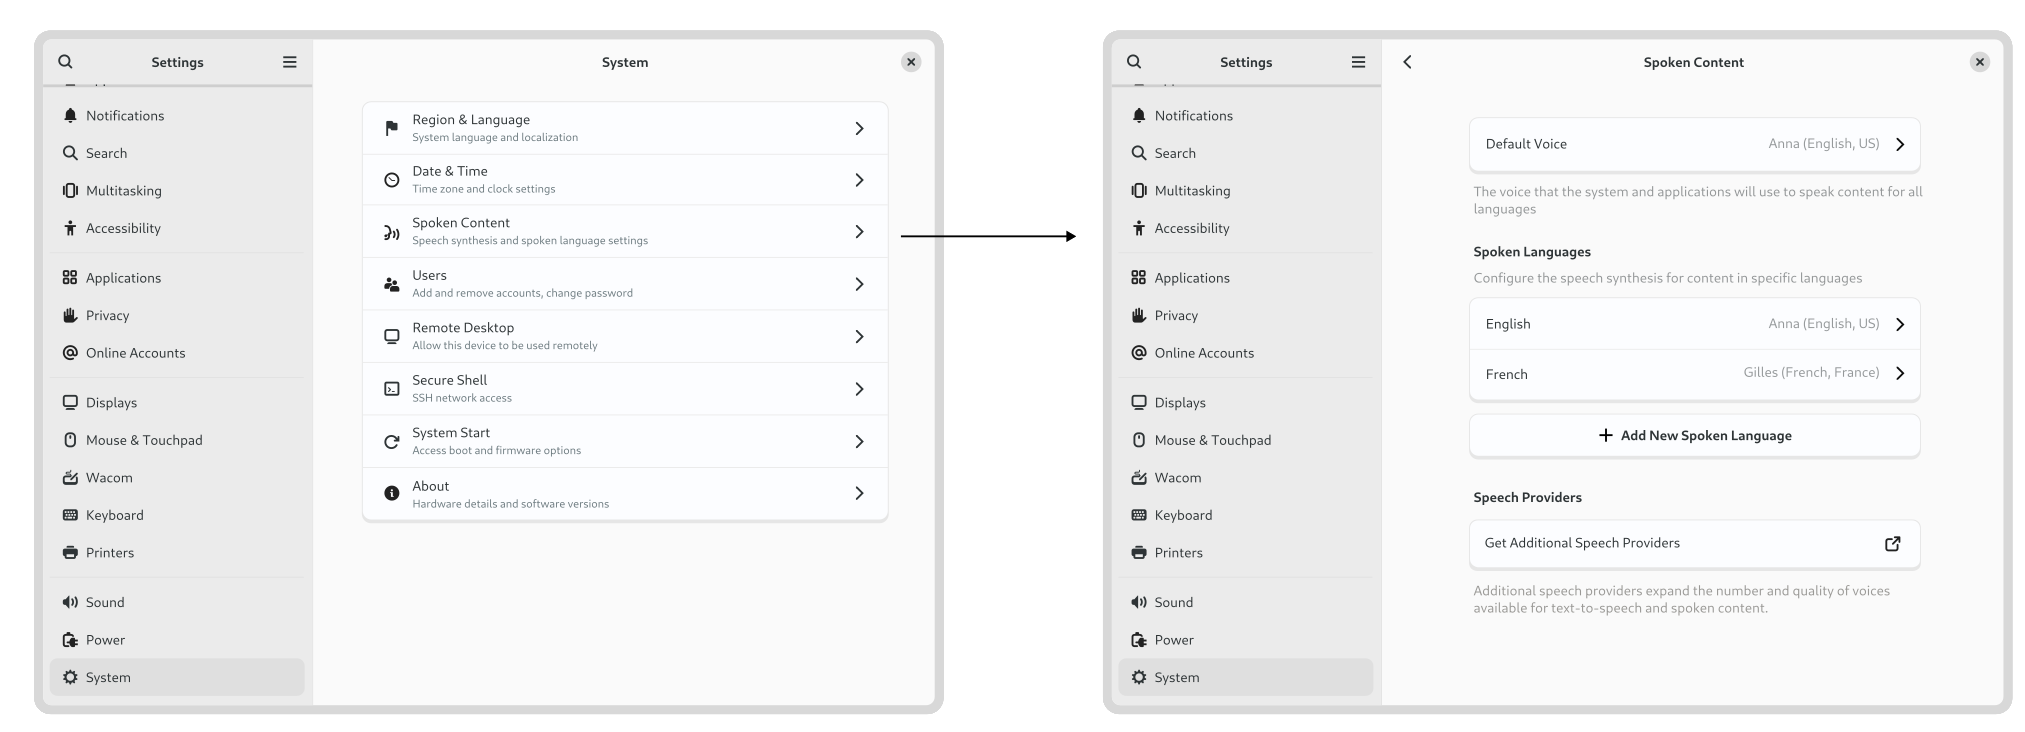 Settings
Notifications
Search
Multitasking
Accessibility
Applications
Privacy
Online Accounts
Displays
Mouse & Touchpad
Wacom
Keyboard
Printers
Sound
Power
System
System
Region & Language
System language and localization
Date & Time
Time zone and clock settings
Spoken Content
Speech synthesis and spoken language settings
Users
Add and remove accounts, change password
Remote Desktop
Allow this device to be used remotely
Secure Shell
SSH network access
System Start
Access boot and firmware options
About
Hardware details and software versions
Settings
Notifications
Search
Multitasking
Accessibility
Applications
Privacy
Online Accounts
Displays
Mouse & Touchpad
Wacom
Keyboard
Printers
Sound
Power
System
Spoken Content
Default Voice Anna (English, US)
The voice that the system and applications will use to speak content for all
languages
Spoken Languages
Configure the speech synthesis for content in specific languages
English Anna (English, US)
French Gilles (French, France)
Add New Spoken Language
Speech Providers
Get Additional Speech Providers
Additional speech providers expand the number and quality of voices
available for text-to-speech and spoken content.